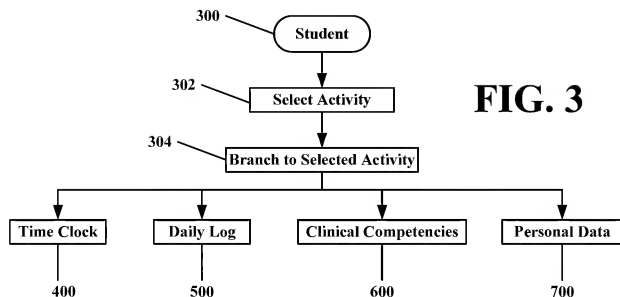 300
Student
302
Select Activity
FIG. 3
304
Branch to Selected Activity
Time Clock
Daily Log
Clinical Competencies
Personal Data
400
500
600
700